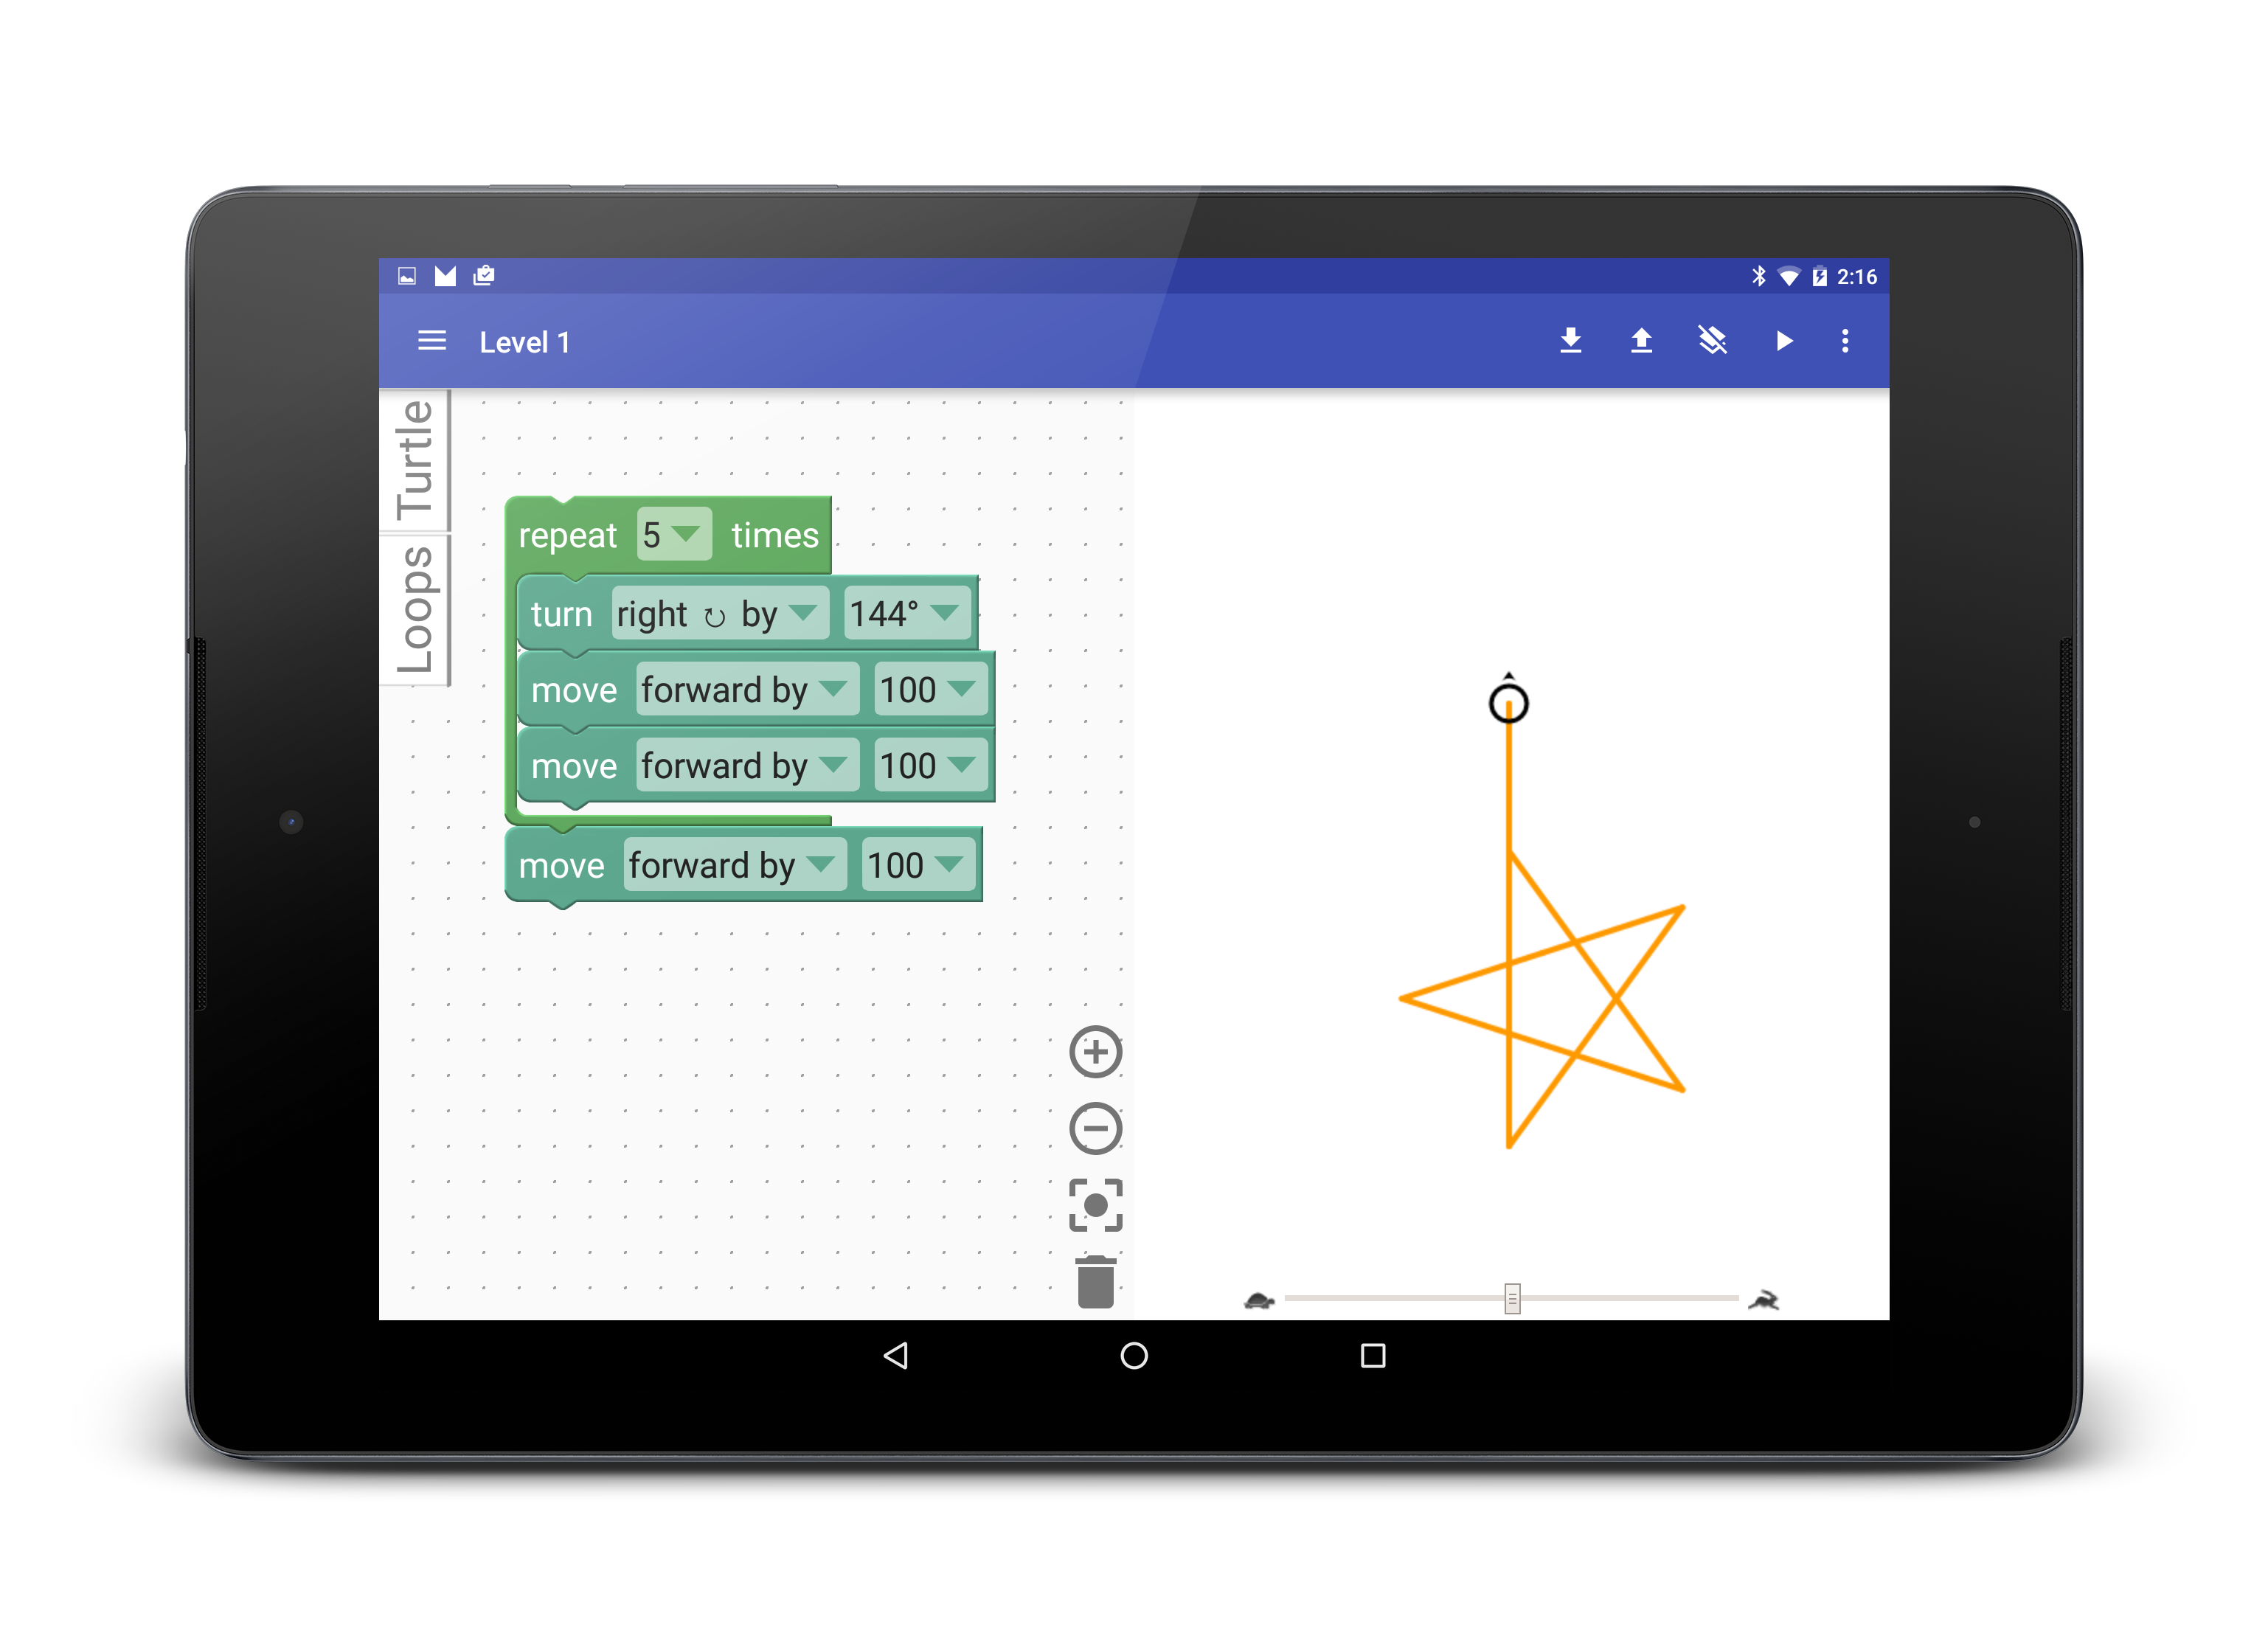 2:16
Level 1
Turtle
Loops
repeat 5 times
turn right ↻ by 144°
move forward by 100
move forward by 100
move forward by 100